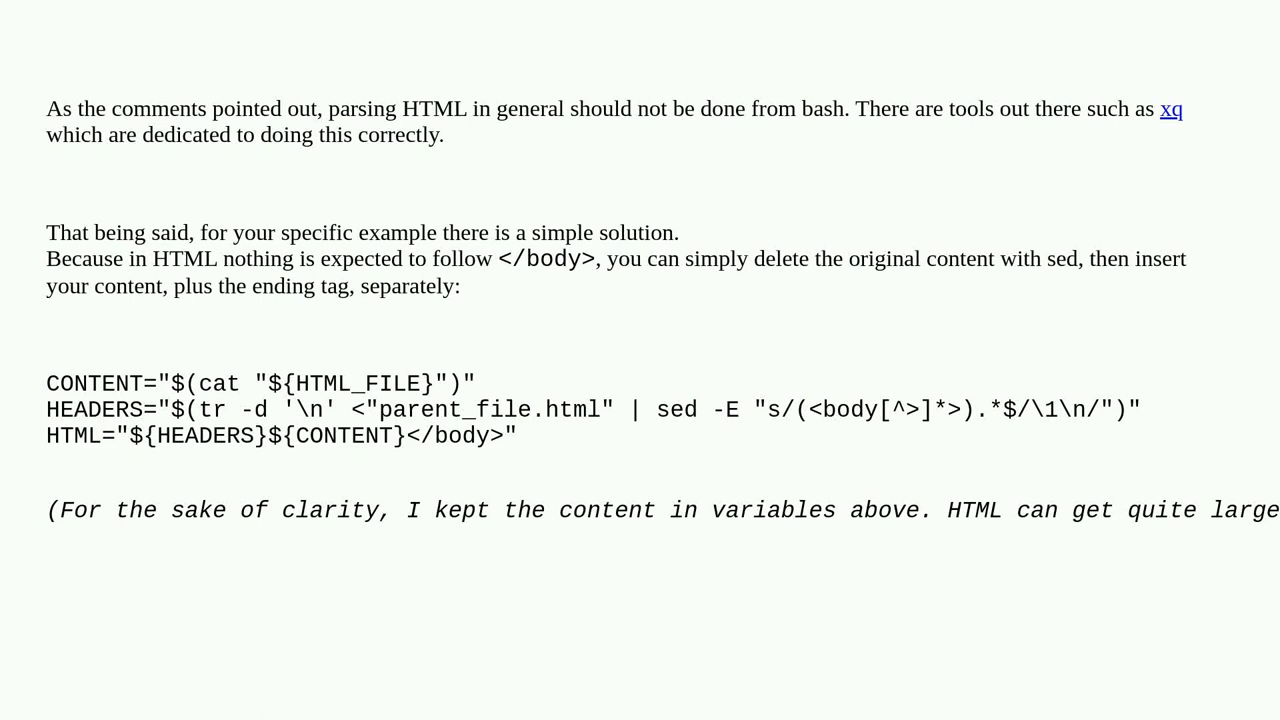 As the comments pointed out, parsing HTML in general should not be done from bash. There are tools out there such as xq
which are dedicated to doing this correctly.
That being said, for your specific example there is a simple solution.
Because in HTML nothing is expected to follow </body>, you can simply delete the original content with sed, then insert
your content, plus the ending tag, separately:
CONTENT="$(cat "${HTML_FILE}")"
HEADERS="$(tr -d '\n' <"parent_file.html" | sed -E "s/(<body[^>]*>).*$/\1\n/")"
HTML="${HEADERS}${CONTENT}</body>"
(For the sake of clarity, I kept the content in variables above. HTML can get quite large